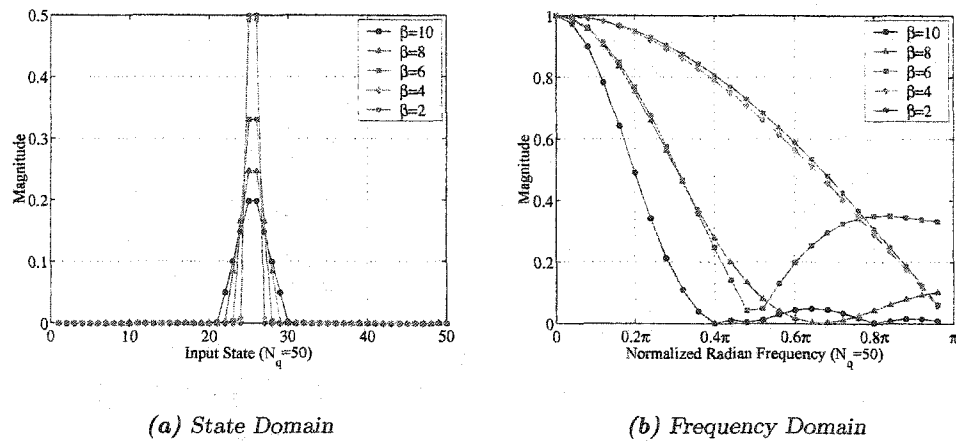 0.5
0.4
0.3
0.2
0.1
0
0 10 20 30 40 50
Magnitude
Input State (N_q=50)
β=10
β=8
β=6
β=4
β=2
(a) State Domain
1
0.8
0.6
0.4
0.2
0
0 0.2π 0.4π 0.6π 0.8π π
Magnitude
Normalized Radian Frequency (N_q=50)
β=10
β=8
β=6
β=4
β=2
(b) Frequency Domain